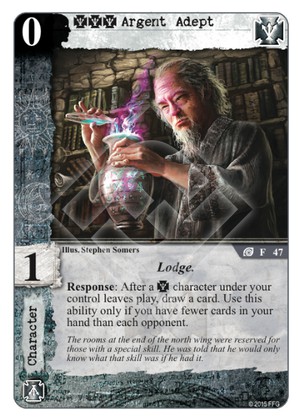 0
Argent Adept
Illus. Stephen Somers
F 47
1
Lodge.
Response: After a character under your
control leaves play, draw a card. Use this
ability only if you have fewer cards in your
hand than each opponent.
The rooms at the end of the north wing were reserved for
those with a special skill. He was told that he would only
know what that skill was if he had it.
Character
© 2015 FFG